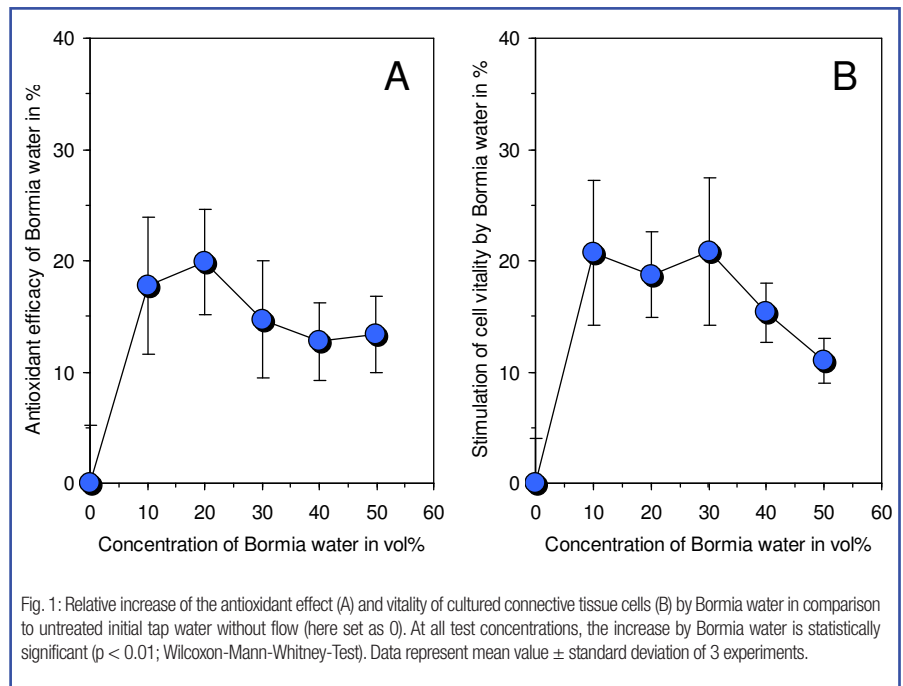 A
Antioxidant efficacy of Bormia water in %
40
30
20
10
0
0 10 20 30 40 50 60
Concentration of Bormia water in vol%
B
Stimulation of cell vitality by Bormia water in %
40
30
20
10
0
0 10 20 30 40 50 60
Concentration of Bormia water in vol%
Fig. 1: Relative increase of the antioxidant effect (A) and vitality of cultured connective tissue cells (B) by Bormia water in comparison
to untreated initial tap water without flow (here set as 0). At all test concentrations, the increase by Bormia water is statistically
significant (p < 0.01; Wilcoxon-Mann-Whitney-Test). Data represent mean value ± standard deviation of 3 experiments.